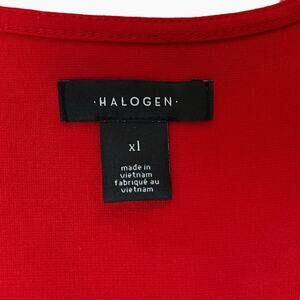 ·HALOGEN·
xl
made in
vietnam
fabriqué au
vietnam